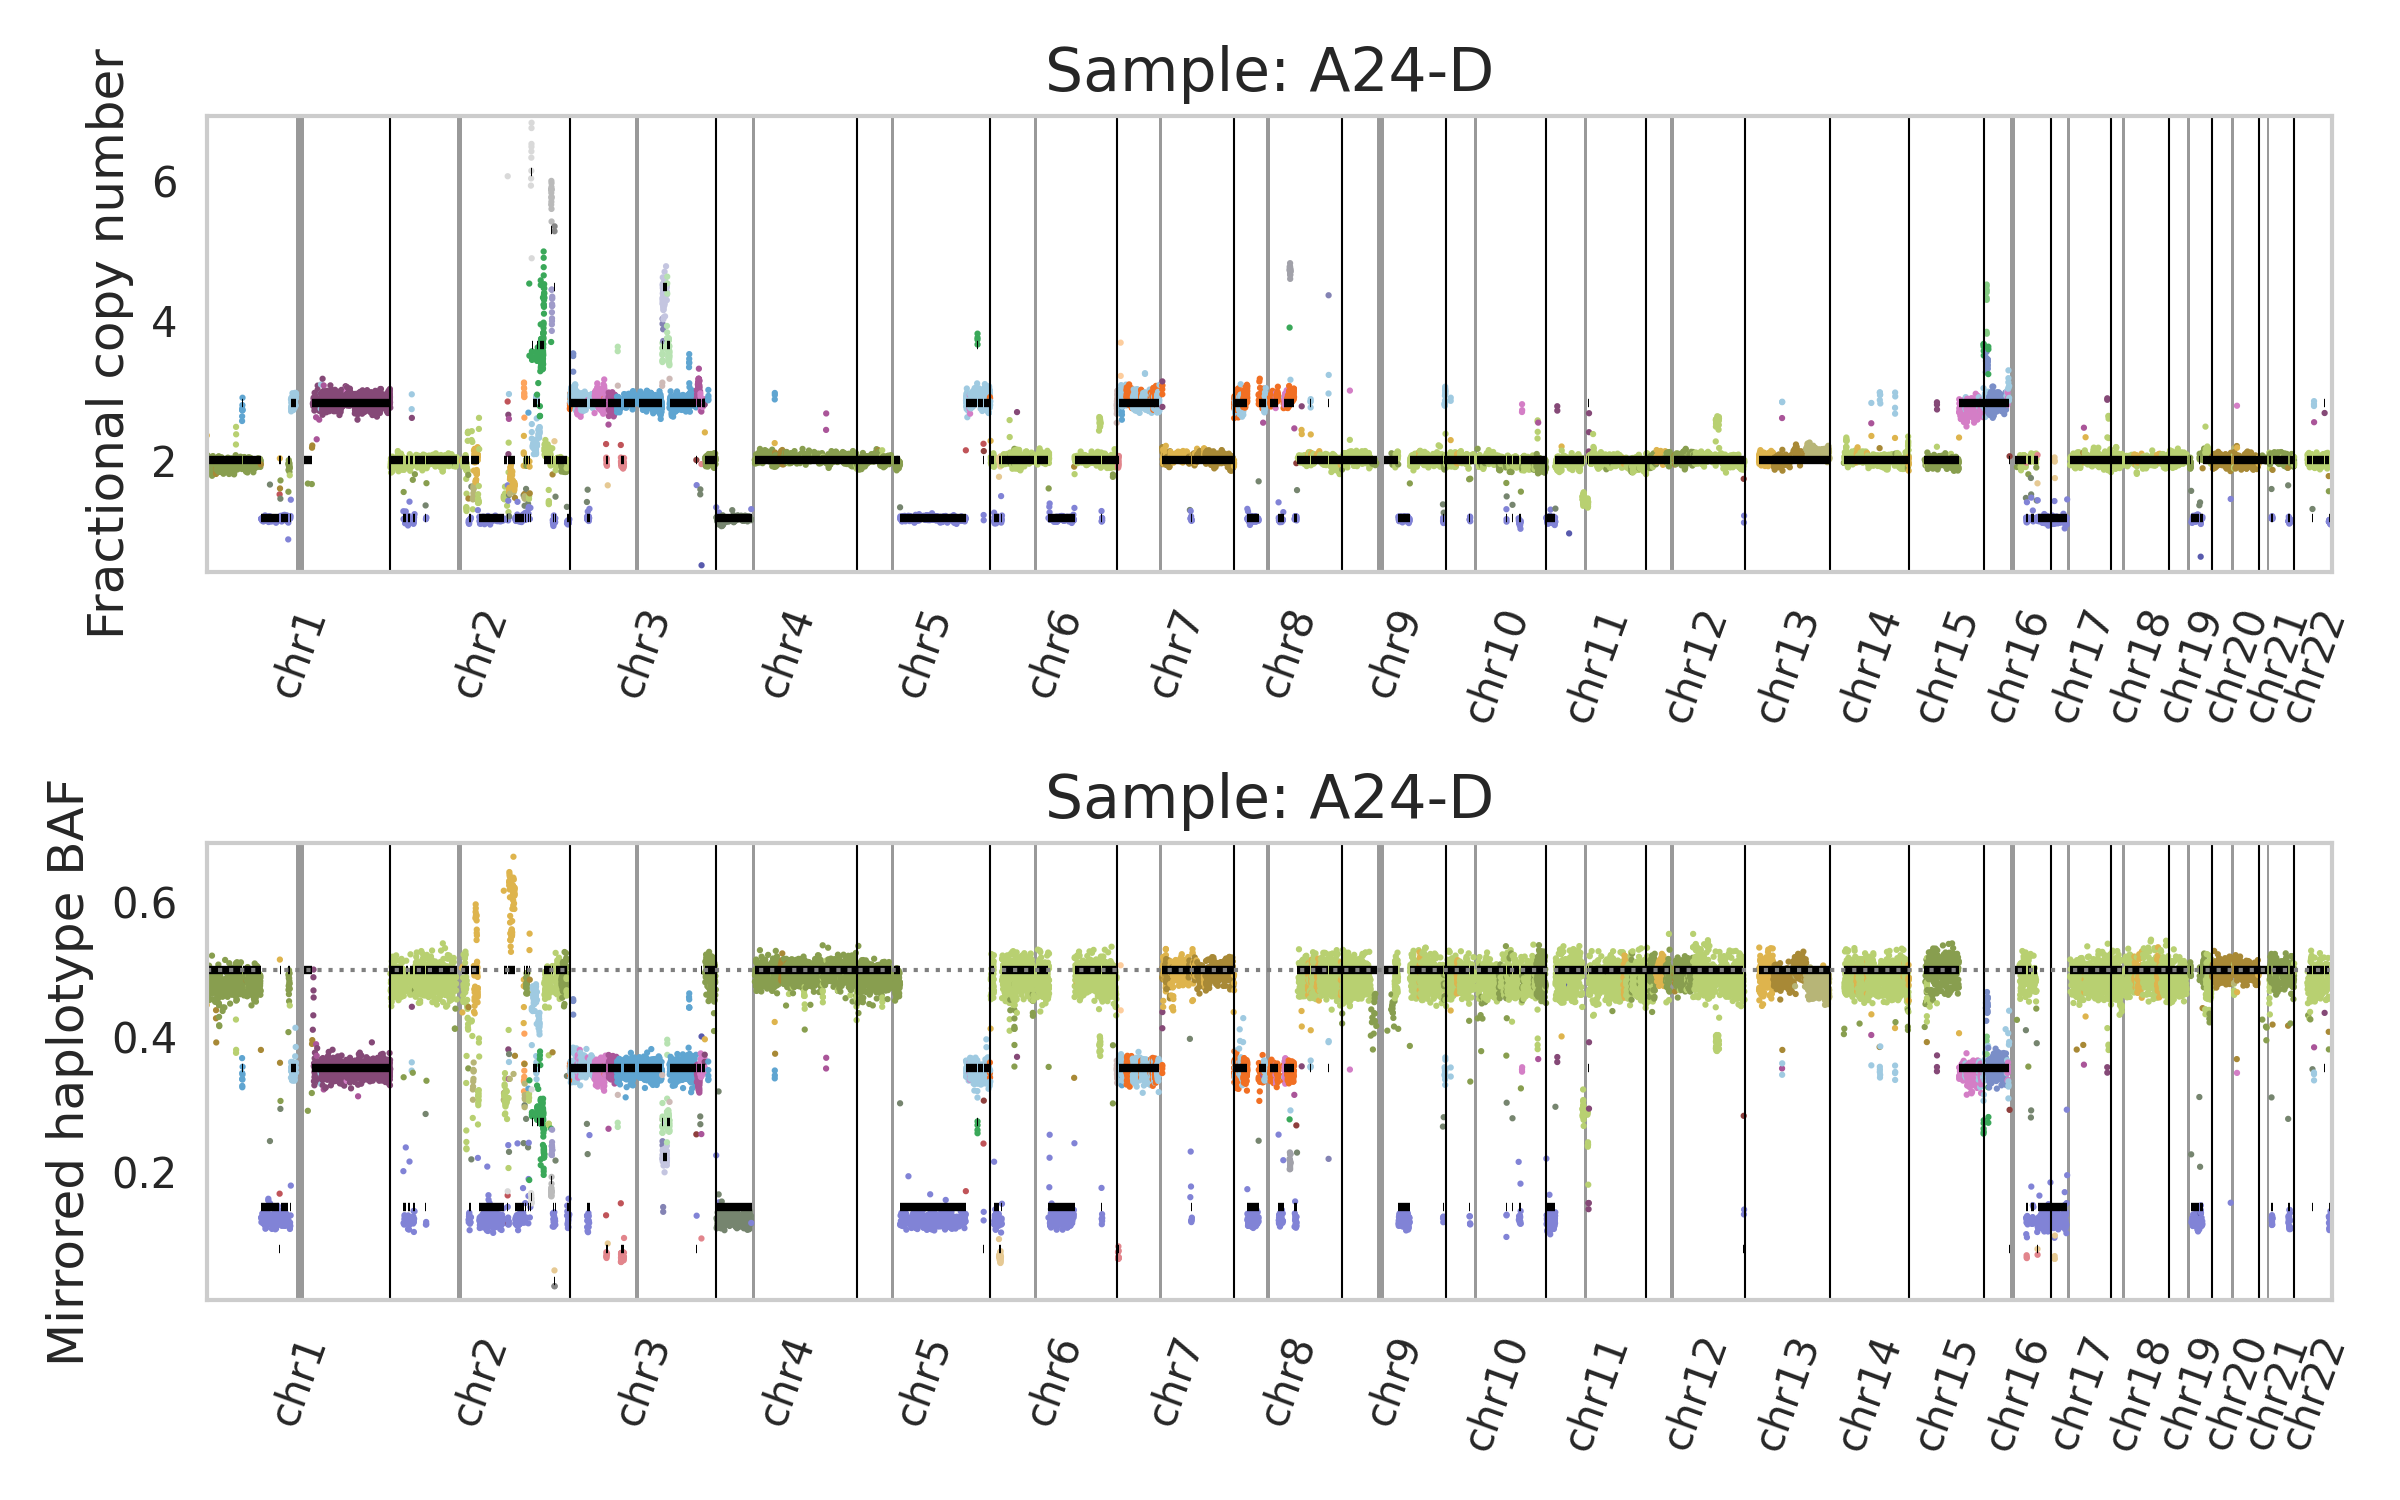 Sample: A24-D
Fractional copy number
6
4
2
chr1 chr2 chr3 chr4 chr5 chr6 chr7 chr8 chr9 chr10 chr11 chr12 chr13 chr14 chr15 chr16 chr17 chr18 chr19 chr20 chr21 chr22
Sample: A24-D
Mirrored haplotype BAF
0.6
0.4
0.2
chr1 chr2 chr3 chr4 chr5 chr6 chr7 chr8 chr9 chr10 chr11 chr12 chr13 chr14 chr15 chr16 chr17 chr18 chr19 chr20 chr21 chr22